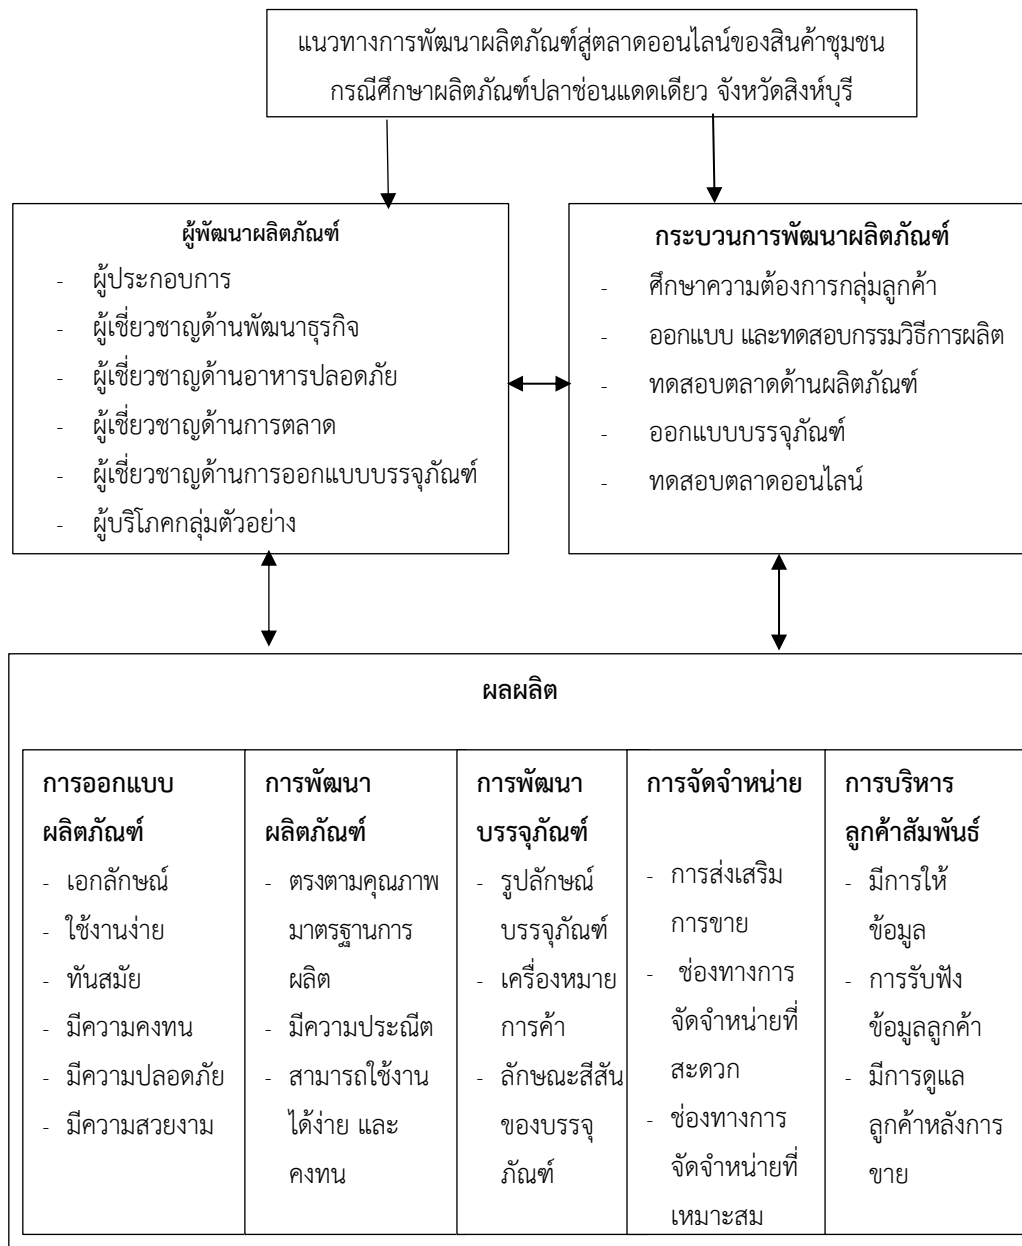 แนวทางการพัฒนาผลิตภัณฑ์สู่ตลาดออนไลน์ของสินค้าชุมชน
กรณีศึกษาผลิตภัณฑ์ปลาช่อนแดดเดียว จังหวัดสิงห์บุรี
ผู้พัฒนาผลิตภัณฑ์
- ผู้ประกอบการ
- ผู้เชี่ยวชาญด้านพัฒนาธุรกิจ
- ผู้เชี่ยวชาญด้านอาหารปลอดภัย
- ผู้เชี่ยวชาญด้านการตลาด
- ผู้เชี่ยวชาญด้านการออกแบบบรรจุภัณฑ์
- ผู้บริโภคกลุ่มตัวอย่าง
กระบวนการพัฒนาผลิตภัณฑ์
- ศึกษาความต้องการกลุ่มลูกค้า
- ออกแบบ และทดสอบกรรมวิธีการผลิต
- ทดสอบตลาดด้านผลิตภัณฑ์
- ออกแบบบรรจุภัณฑ์
- ทดสอบตลาดออนไลน์
ผลผลิต
การออกแบบ
ผลิตภัณฑ์
- เอกลักษณ์
- ใช้งานง่าย
- ทันสมัย
- มีความคงทน
- มีความปลอดภัย
- มีความสวยงาม
การพัฒนา
ผลิตภัณฑ์
- ตรงตามคุณภาพ
มาตรฐานการ
ผลิต
- มีความประณีต
- สามารถใช้งาน
ได้ง่าย และ
คงทน
การพัฒนา
บรรจุภัณฑ์
- รูปลักษณ์
บรรจุภัณฑ์
- เครื่องหมาย
การค้า
- ลักษณะสีสัน
ของบรรจุ
ภัณฑ์
การจัดจำหน่าย
- การส่งเสริม
การขาย
- ช่องทางการ
จัดจำหน่ายที่
สะดวก
- ช่องทางการ
จัดจำหน่ายที่
เหมาะสม
การบริหาร
ลูกค้าสัมพันธ์
- มีการให้
ข้อมูล
- การรับฟัง
ข้อมูลลูกค้า
- มีการดูแล
ลูกค้าหลังการ
ขาย